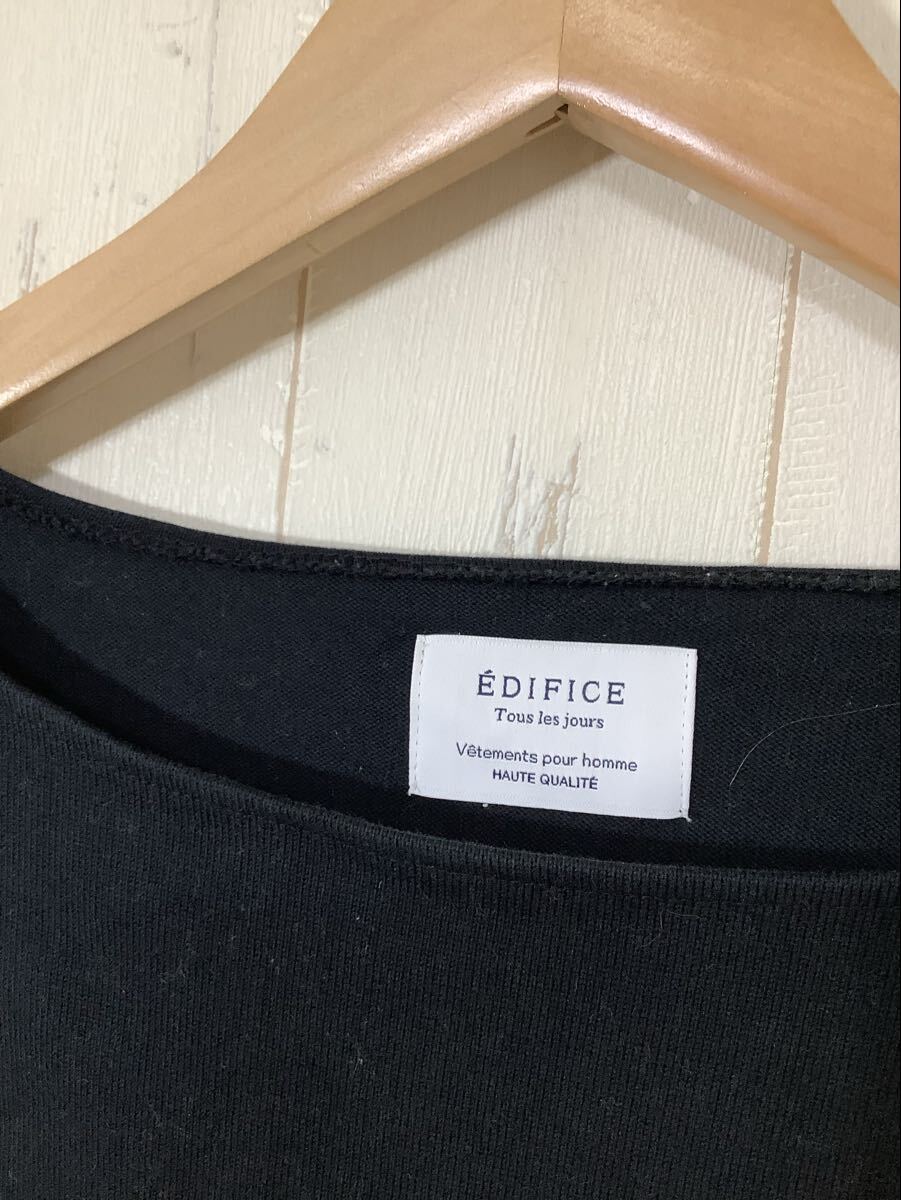 ÉDIFICE
Tous les jours
Vêtements pour homme
HAUTE QUALITÉ